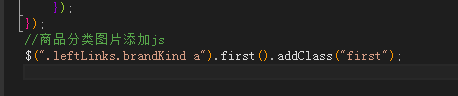 });
});
//商品分类图片添加js
$(".leftLinks.brandKind a").first().addClass("first");